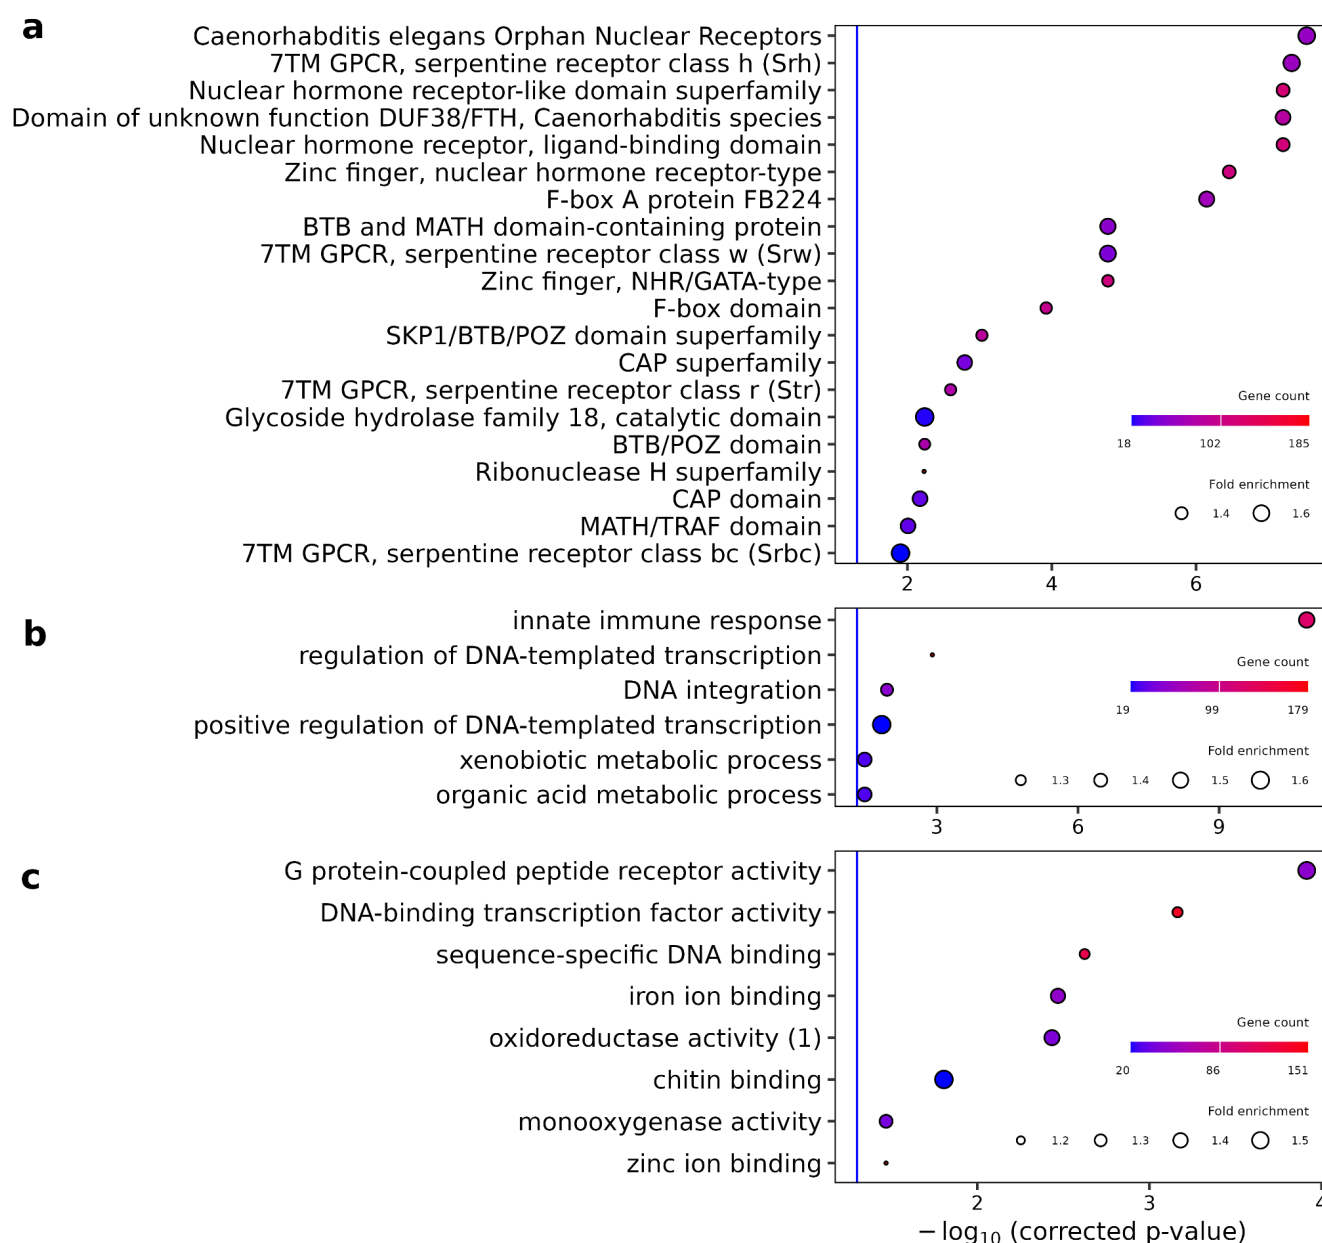 a
Caenorhabditis elegans Orphan Nuclear Receptors
7TM GPCR, serpentine receptor class h (Srh)
Nuclear hormone receptor-like domain superfamily
Domain of unknown function DUF38/FTH, Caenorhabditis species
Nuclear hormone receptor, ligand-binding domain
Zinc finger, nuclear hormone receptor-type
F-box A protein FB224
BTB and MATH domain-containing protein
7TM GPCR, serpentine receptor class w (Srw)
Zinc finger, NHR/GATA-type
F-box domain
SKP1/BTB/POZ domain superfamily
CAP superfamily
7TM GPCR, serpentine receptor class r (Str)
Glycoside hydrolase family 18, catalytic domain
BTB/POZ domain
Ribonuclease H superfamily
CAP domain
MATH/TRAF domain
7TM GPCR, serpentine receptor class bc (Srbc)
Gene count
18 102 185
Fold enrichment
1.4 1.6
2 4 6
b
innate immune response
regulation of DNA-templated transcription
DNA integration
positive regulation of DNA-templated transcription
xenobiotic metabolic process
organic acid metabolic process
Gene count
19 99 179
Fold enrichment
1.3 1.4 1.5 1.6
3 6 9
c
G protein-coupled peptide receptor activity
DNA-binding transcription factor activity
sequence-specific DNA binding
iron ion binding
oxidoreductase activity (1)
chitin binding
monooxygenase activity
zinc ion binding
Gene count
20 86 151
Fold enrichment
1.2 1.3 1.4 1.5
2 3 4
−log₁₀ (corrected p-value)